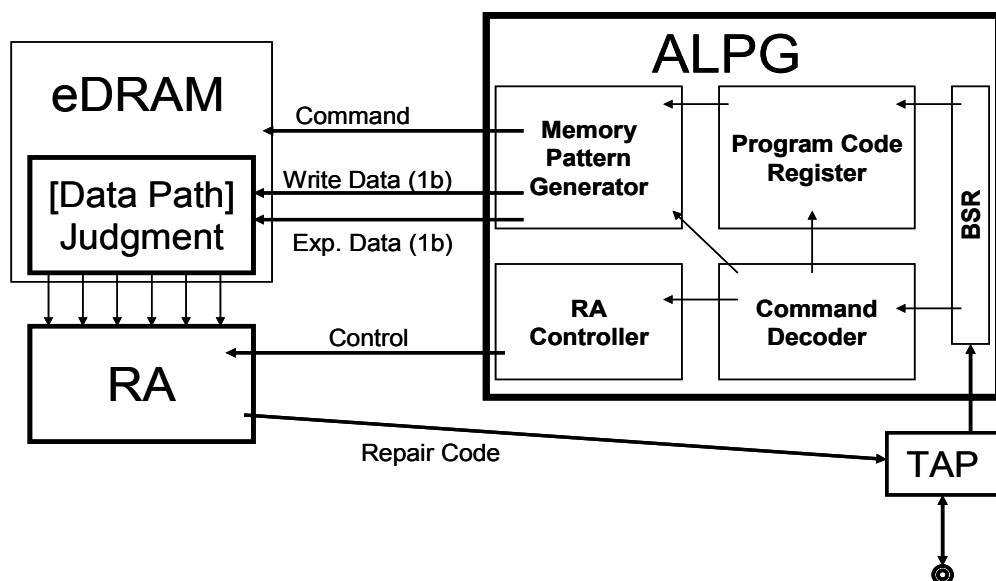 ALPG
eDRAM
Command
Memory
Pattern
Generator
Program Code
Register
BSR
[Data Path]
Judgment
Write Data (1b)
Exp. Data (1b)
RA
Controller
Command
Decoder
Control
RA
Repair Code
TAP